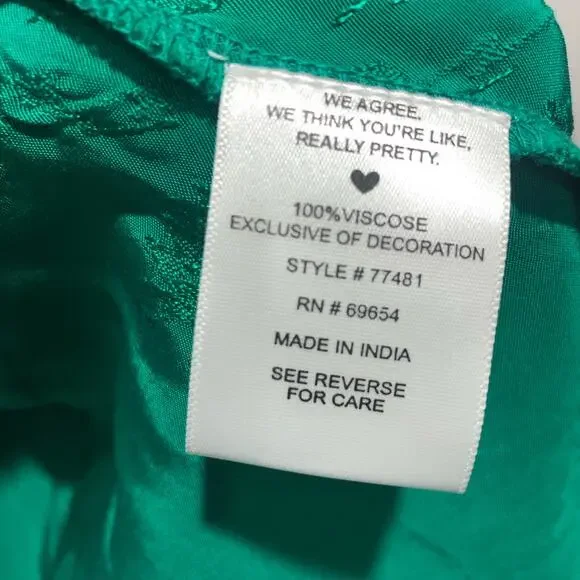 WE AGREE.
WE THINK YOU'RE LIKE,
REALLY PRETTY.
100%VISCOSE
EXCLUSIVE OF DECORATION
STYLE # 77481
RN # 69654
MADE IN INDIA
SEE REVERSE
FOR CARE